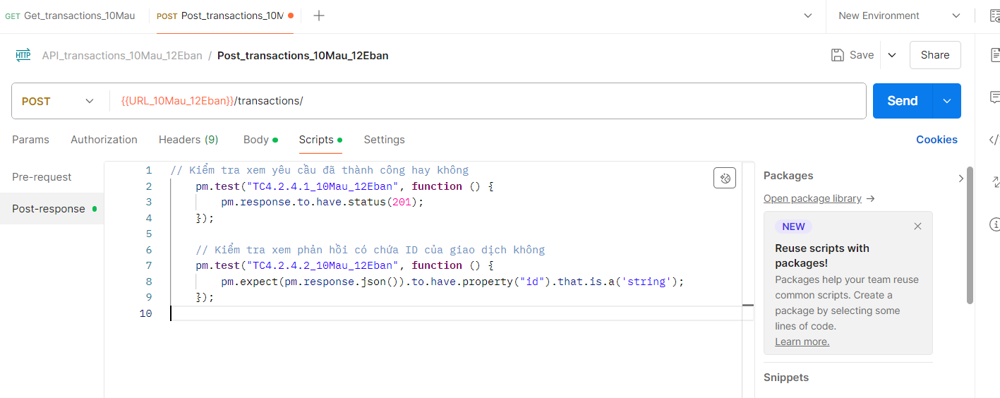 GET Get_transactions_10Mau POST Post_transactions_10M New Environment
HTTP API_transactions_10Mau_12Eban / Post_transactions_10Mau_12Eban Save Share
POST {{URL_10Mau_12Eban}}/transactions/ Send
Params Authorization Headers (9) Body Scripts Settings Cookies
Pre-request
Post-response
1 // Kiểm tra xem yêu cầu đã thành công hay không
2 pm.test("TC4.2.4.1_10Mau_12Eban", function () {
3 pm.response.to.have.status(201);
4 });
5
6 // Kiểm tra xem phản hồi có chứa ID của giao dịch không
7 pm.test("TC4.2.4.2_10Mau_12Eban", function () {
8 pm.expect(pm.response.json()).to.have.property("id").that.is.a('string');
9 });
10
Packages
Open package library →
NEW
Reuse scripts with
packages!
Packages help your team reuse
common scripts. Create a
package by selecting some
lines of code.
Learn more.
Snippets